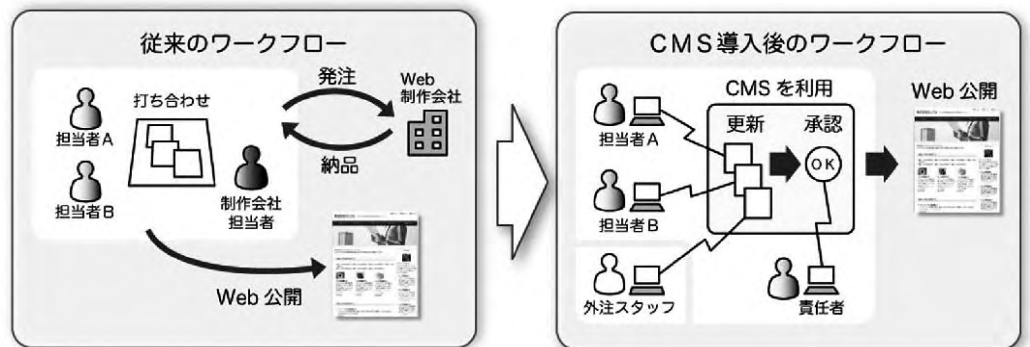 従来のワークフロー
担当者A
打ち合わせ
担当者B
制作会社
担当者
発注
納品
Web
制作会社
Web 公開
CMS導入後のワークフロー
担当者A
担当者B
外注スタッフ
CMS を利用
更新
承認
OK
責任者
Web 公開